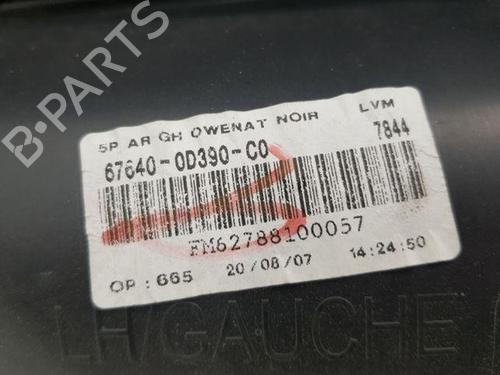 B-PARTS
5P AR GH OWENAT NOIR LVM
67640-0D390-C0 7844
FM62788100057
OP : 665 20/08/07 14:24:50
LH/GAUCHE